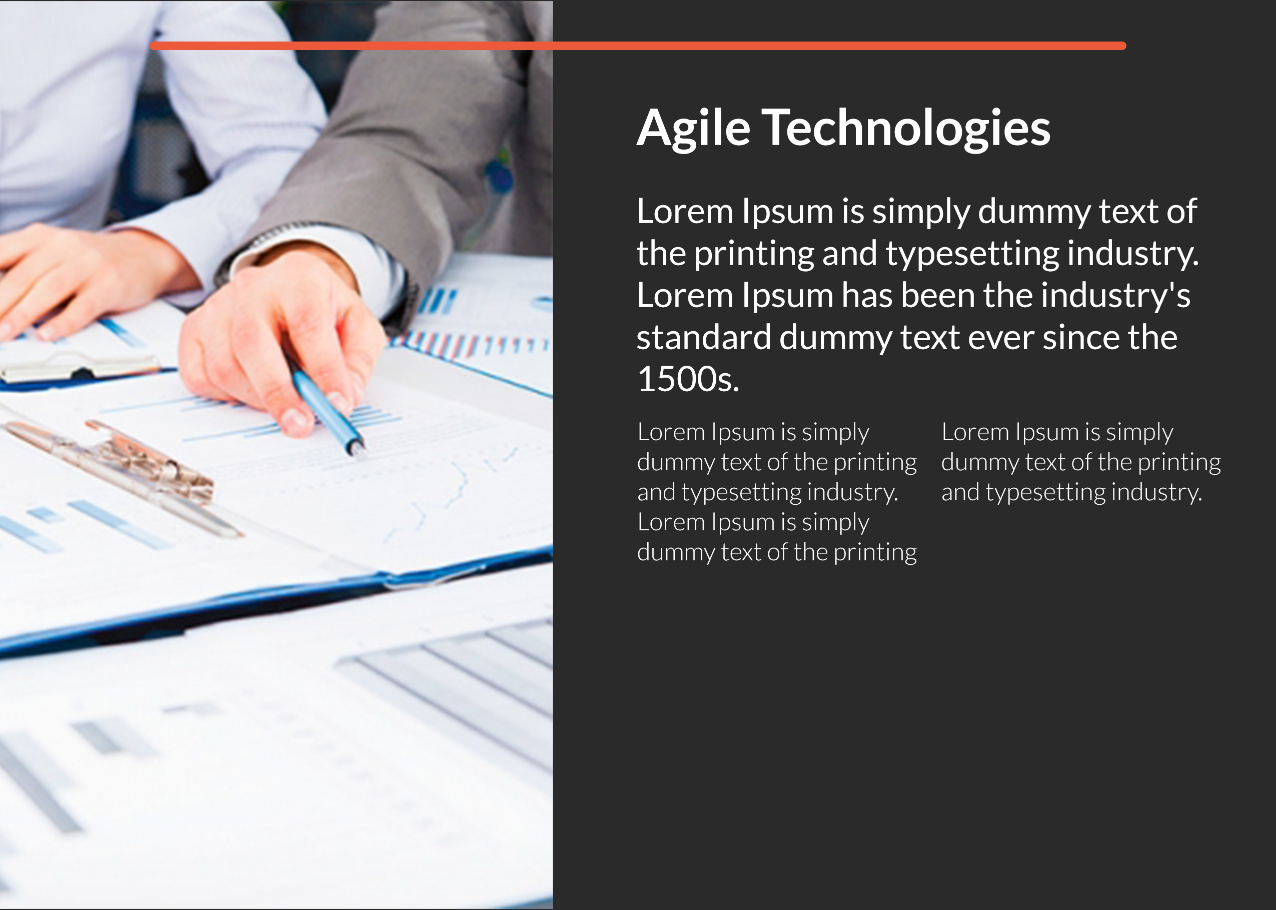 Agile Technologies
Lorem Ipsum is simply dummy text of
the printing and typesetting industry.
Lorem Ipsum has been the industry's
standard dummy text ever since the
1500s.
Lorem Ipsum is simply
dummy text of the printing
and typesetting industry.
Lorem Ipsum is simply
dummy text of the printing
Lorem Ipsum is simply
dummy text of the printing
and typesetting industry.